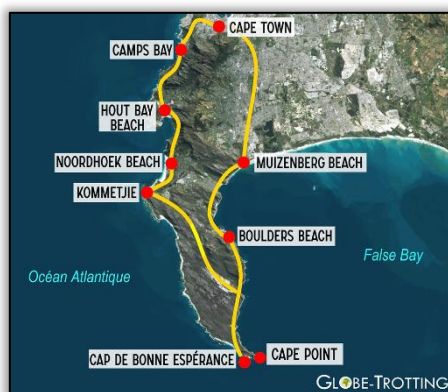 CAPE TOWN
CAMPS BAY
HOUT BAY
BEACH
NOORDHOEK BEACH
MUIZENBERG BEACH
KOMMETJIE
BOULDERS BEACH
Océan Atlantique
False Bay
CAP DE BONNE ESPÉRANCE
CAPE POINT
GLOBE-TROTTING